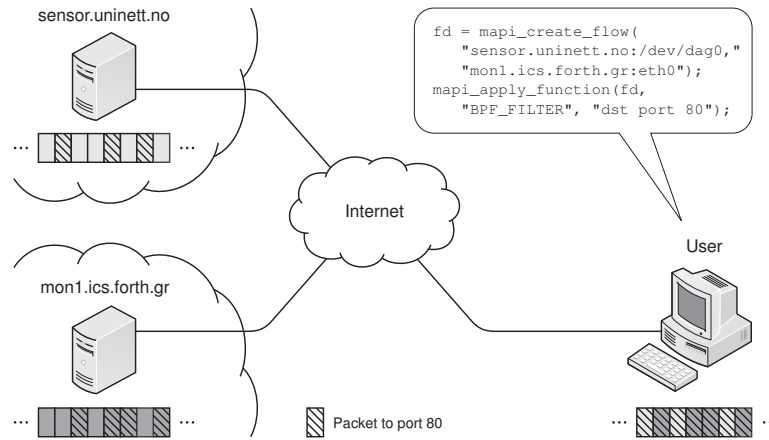 sensor.uninett.no
fd = mapi_create_flow(
"sensor.uninett.no:/dev/dag0,"
"mon1.ics.forth.gr:eth0");
mapi_apply_function(fd,
"BPF_FILTER", "dst port 80");
...
...
Internet
User
mon1.ics.forth.gr
...
...
Packet to port 80
...